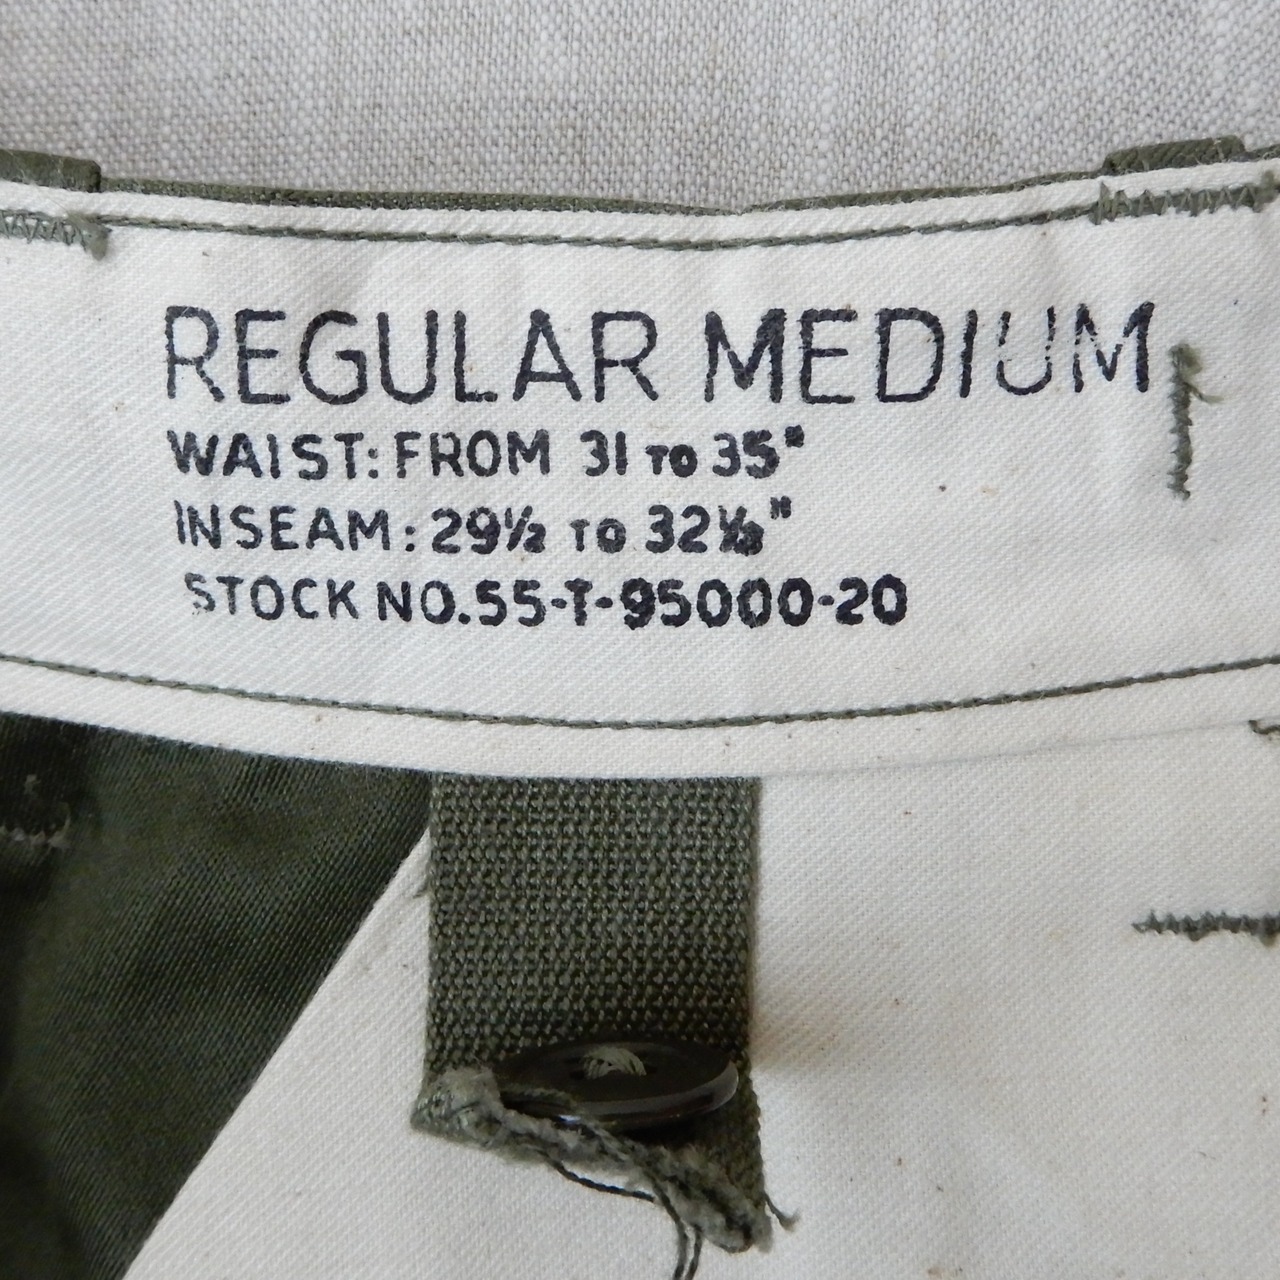 REGULAR MEDIUM
WAIST: FROM 31 TO 35"
INSEAM: 29½ TO 32½"
STOCK NO. 55-T-95000-20